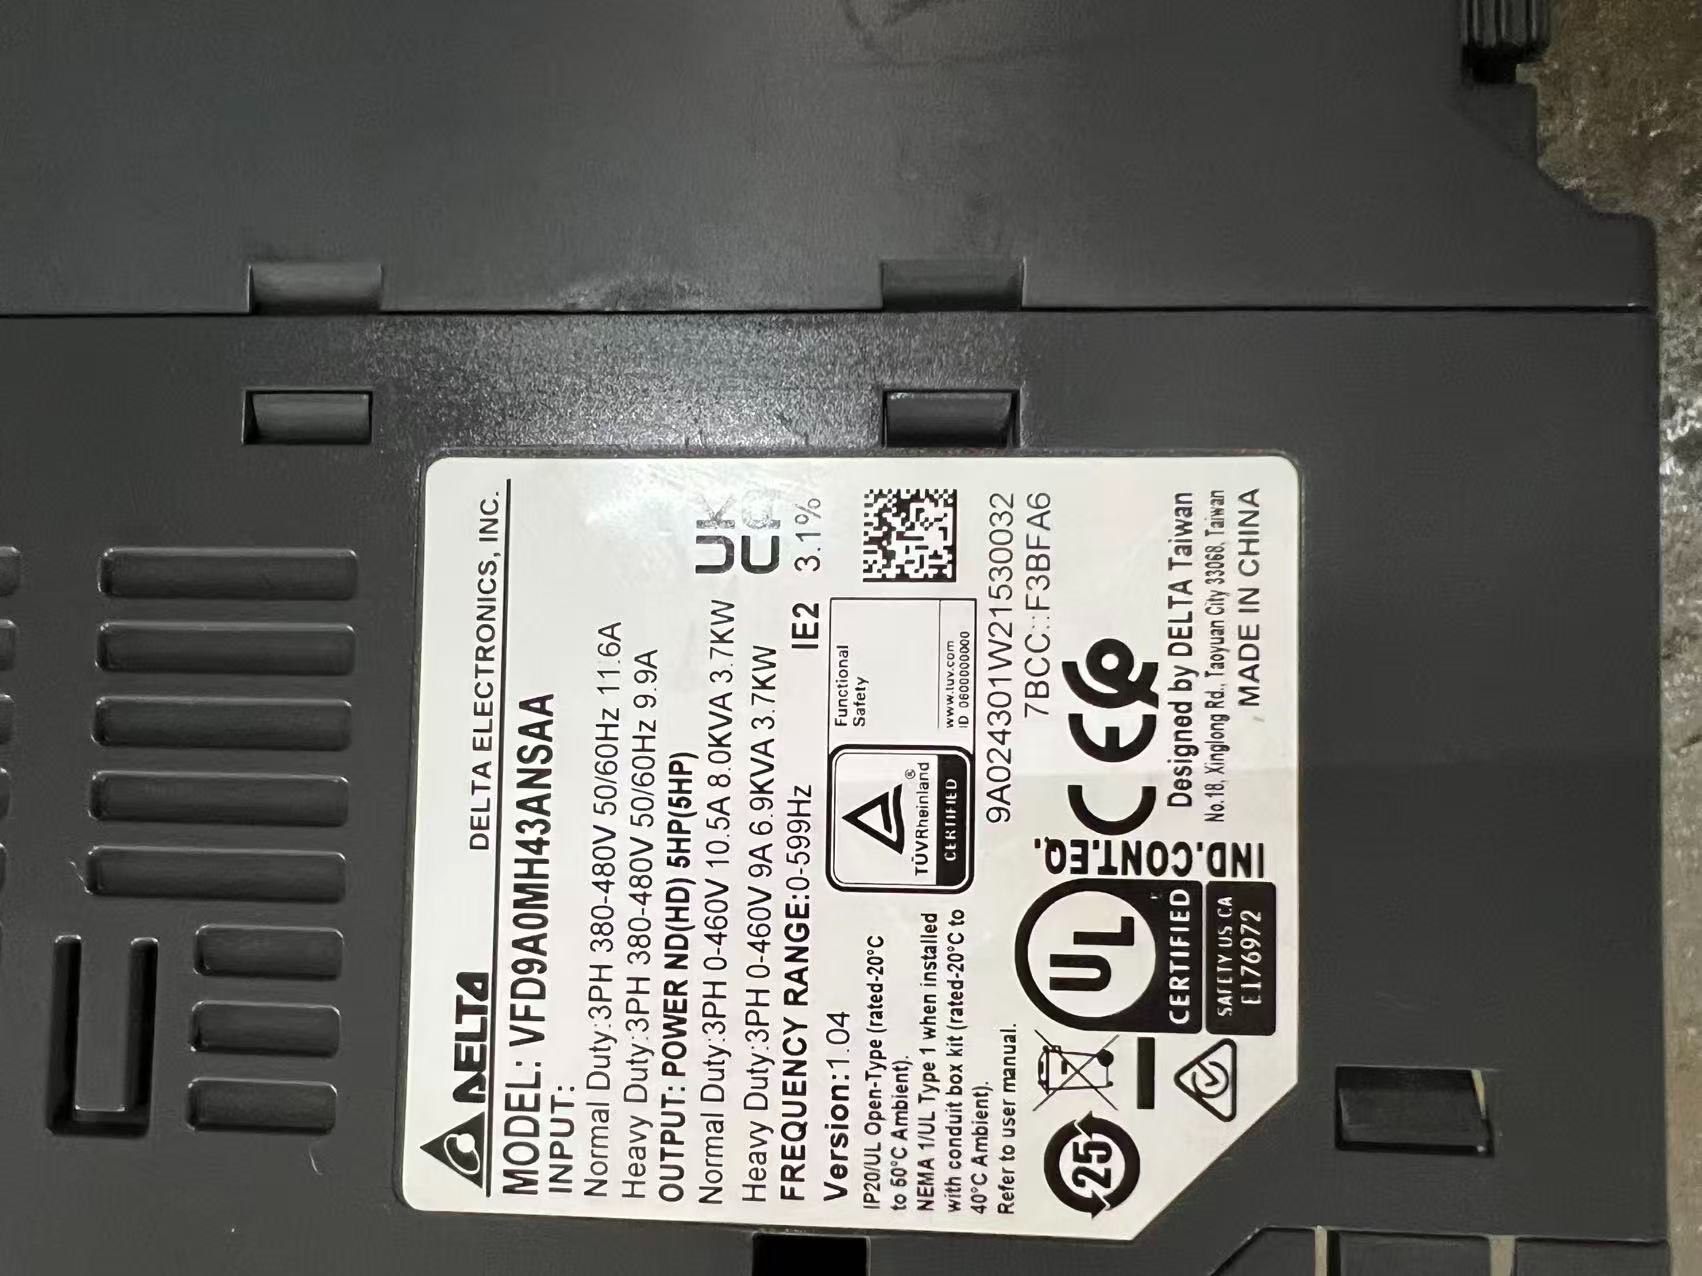 DELTA
DELTA ELECTRONICS, INC.
MODEL: VFD9A0MH43ANSAA
INPUT:
Normal Duty:3PH 380-480V 50/60Hz 11.6A
Heavy Duty:3PH 380-480V 50/60Hz 9.9A
OUTPUT: POWER ND(HD) 5HP(5HP)
Normal Duty:3PH 0-460V 10.5A 8.0KVA 3.7KW
Heavy Duty:3PH 0-460V 9A 6.9KVA 3.7KW
FREQUENCY RANGE:0-599Hz
IE2
3.1%
UK
CA
Version:1.04
IP20/UL Open-Type (rated-20°C
to 50°C Ambient).
NEMA 1/UL Type 1 when installed
with conduit box kit (rated-20°C to
40°C Ambient).
Refer to user manual.
TÜVRheinland®
CERTIFIED
Functional
Safety
www.tuv.com
ID 0600000000
9A024301W21530032
7BCC::F3BFA6
25
UL
CERTIFIED
SAFETY US CA
E176972
IND.CONT.EQ.
CE
Designed by DELTA Taiwan
No.18, Xinglong Rd., Taoyuan City 33068, Taiwan
MADE IN CHINA